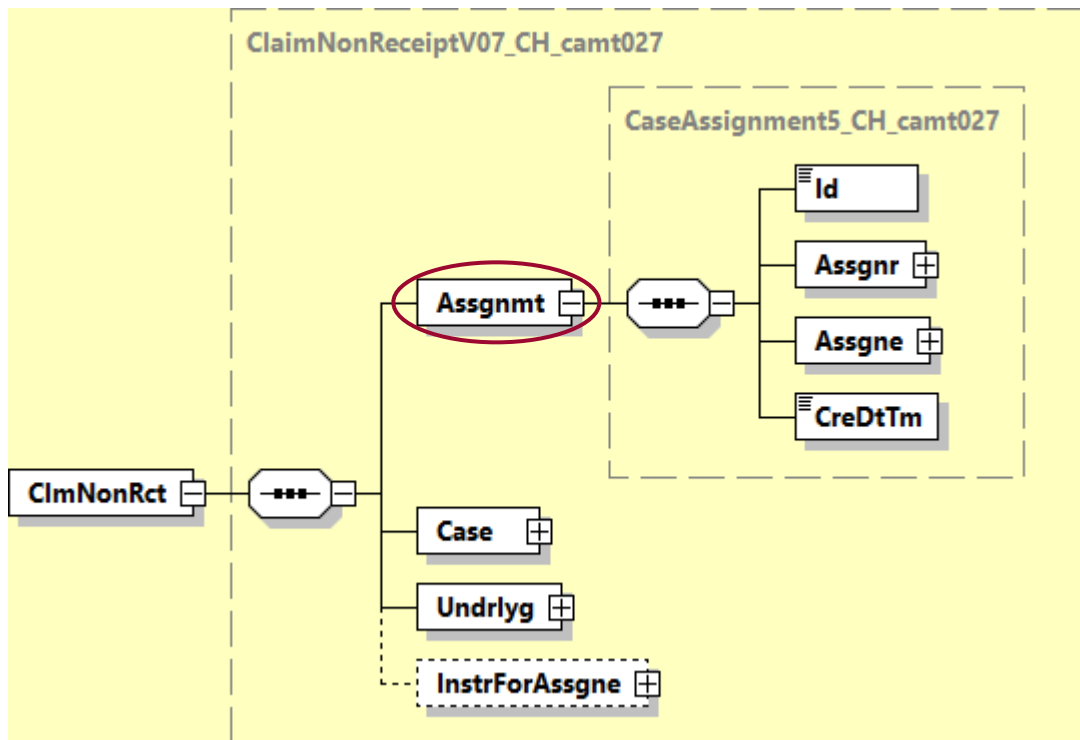 ClaimNonReceiptV07_CH_camt027
CaseAssignment5_CH_camt027
Id
Assgnr
Assgnmt
Assgne
CreDtTm
ClmNonRct
Case
Undrlyg
InstrForAssgne